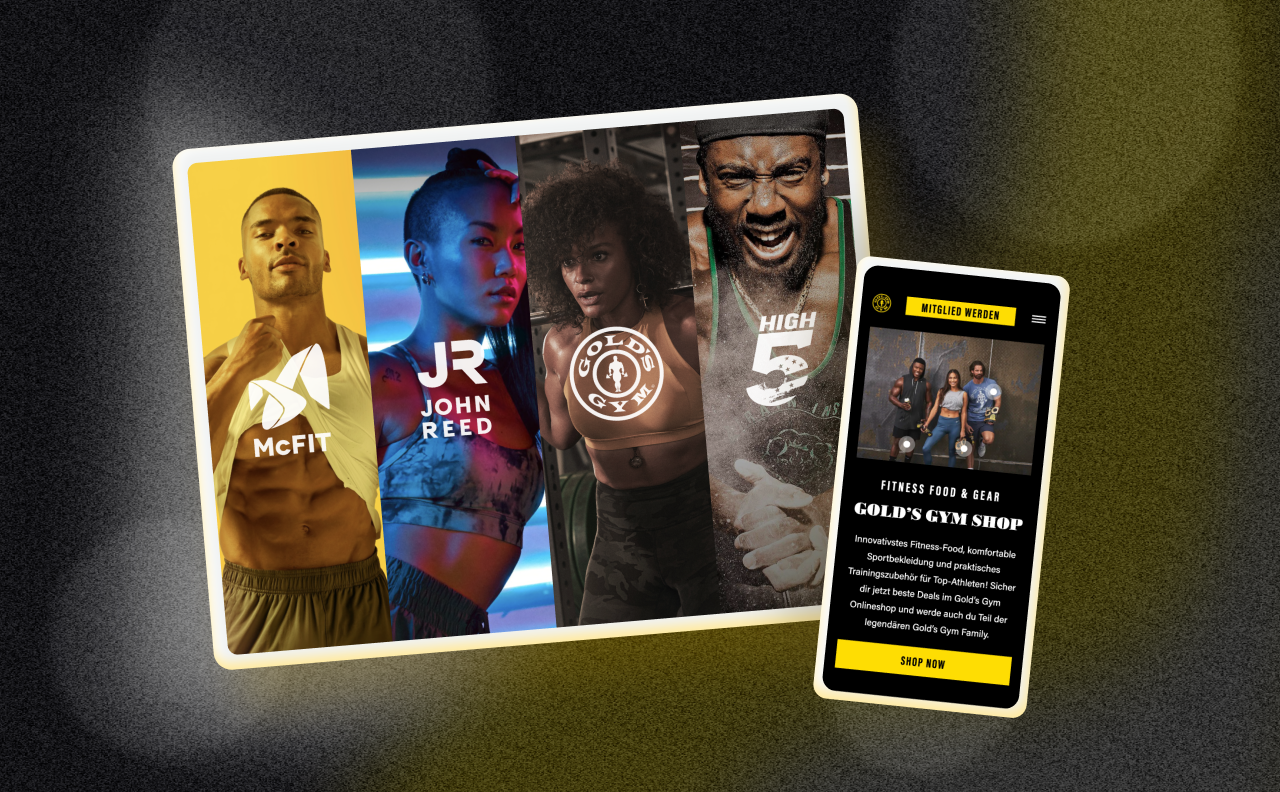 McFIT
JR
JOHN
REED
GOLD'S
GYM
HIGH
5
GOLD'S
GYM
MITGLIED WERDEN
FITNESS FOOD & GEAR
GOLD'S GYM SHOP
Innovativstes Fitness-Food, komfortable
Sportbekleidung und praktisches
Trainingszubehör für Top-Athleten! Sicher
dir jetzt beste Deals im Gold's Gym
Onlineshop und werde auch du Teil der
legendären Gold's Gym Family.
SHOP NOW